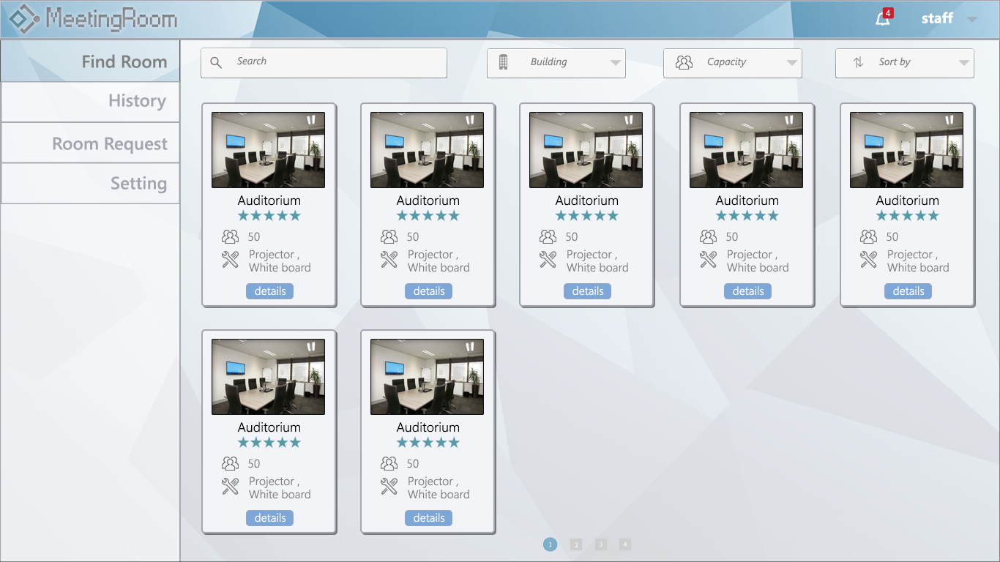 MeetingRoom
4
staff
Find Room
History
Room Request
Setting
Search
Building
Capacity
Sort by
Auditorium
50
Projector ,
White board
details
Auditorium
50
Projector ,
White board
details
Auditorium
50
Projector ,
White board
details
Auditorium
50
Projector ,
White board
details
Auditorium
50
Projector ,
White board
details
Auditorium
50
Projector ,
White board
details
Auditorium
50
Projector ,
White board
details
1 2 3 4